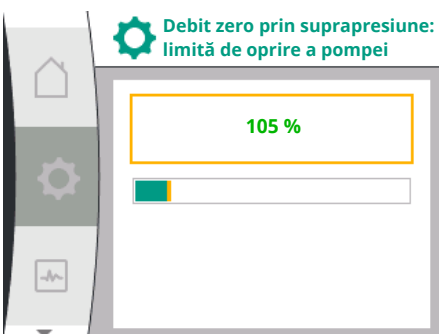 Debit zero prin suprapresiune:
limită de oprire a pompei
105 %